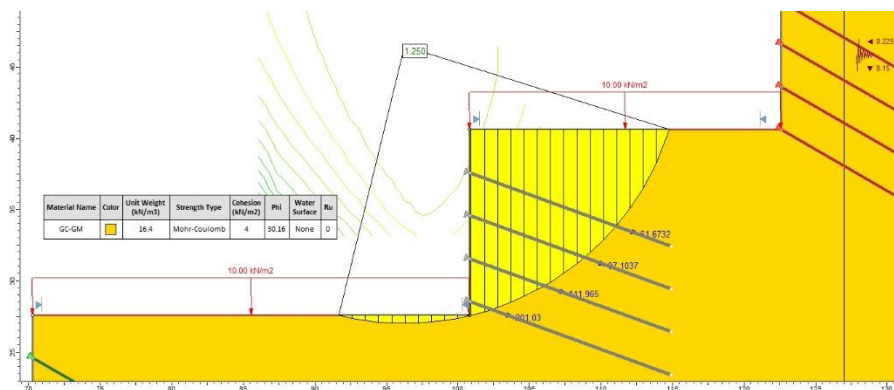 1.250
0.225
0.15
10.00 kN/m2
Material Name Color Unit Weight (kN/m3) Strength Type Cohesion (kN/m2) Phi Water Surface Ru
GC-GM 16.4 Mohr-Coulomb 4 30.16 None 0
61.6732
97.1037
141.965
201.03
10.00 kN/m2
45
40
35
30
25
70 75 80 85 90 95 100 105 110 115 120 125 130